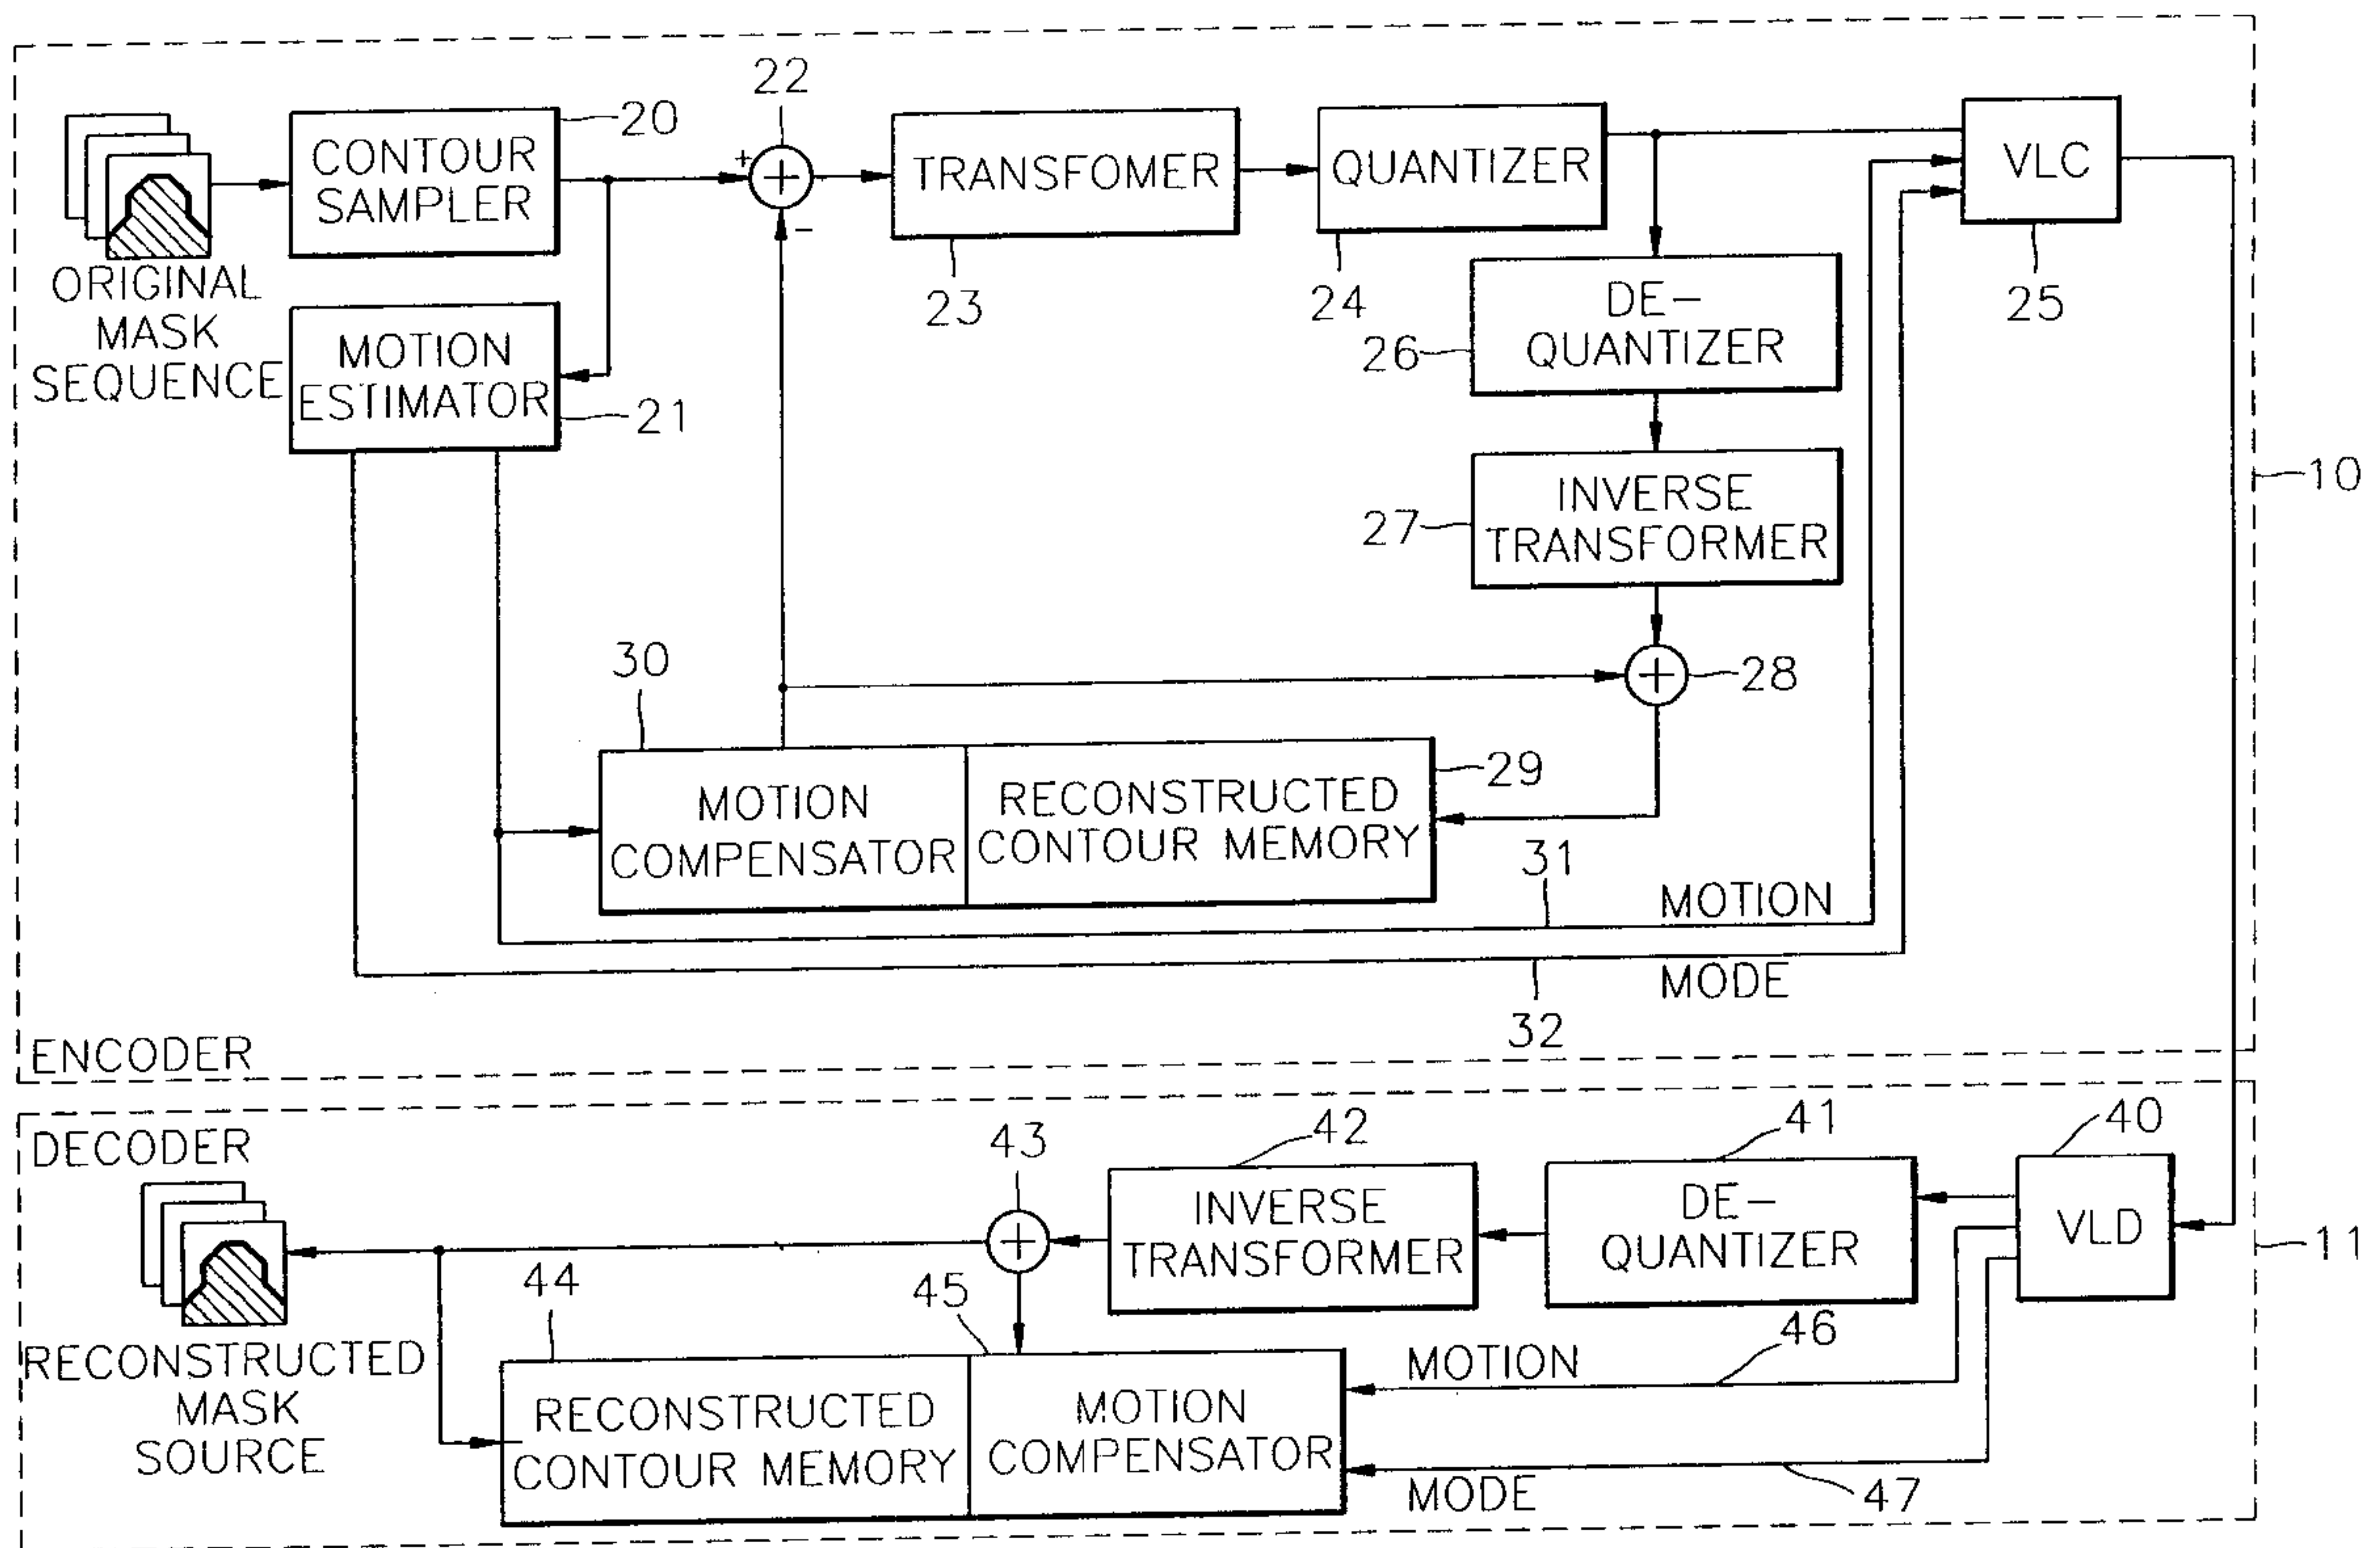 22
20
CONTOUR
SAMPLER
+
+
-
TRANSFOMER
QUANTIZER
VLC
23
24
25
ORIGINAL
MASK
SEQUENCE
MOTION
ESTIMATOR
21
DE-
QUANTIZER
26
INVERSE
TRANSFORMER
27
10
+
28
30
MOTION
COMPENSATOR
RECONSTRUCTED
CONTOUR MEMORY
29
31
MOTION
MODE
32
ENCODER
DECODER
43
42
41
40
+
INVERSE
TRANSFORMER
DE-
QUANTIZER
VLD
11
44
45
46
RECONSTRUCTED
MASK
SOURCE
RECONSTRUCTED
CONTOUR MEMORY
MOTION
COMPENSATOR
MOTION
MODE
47